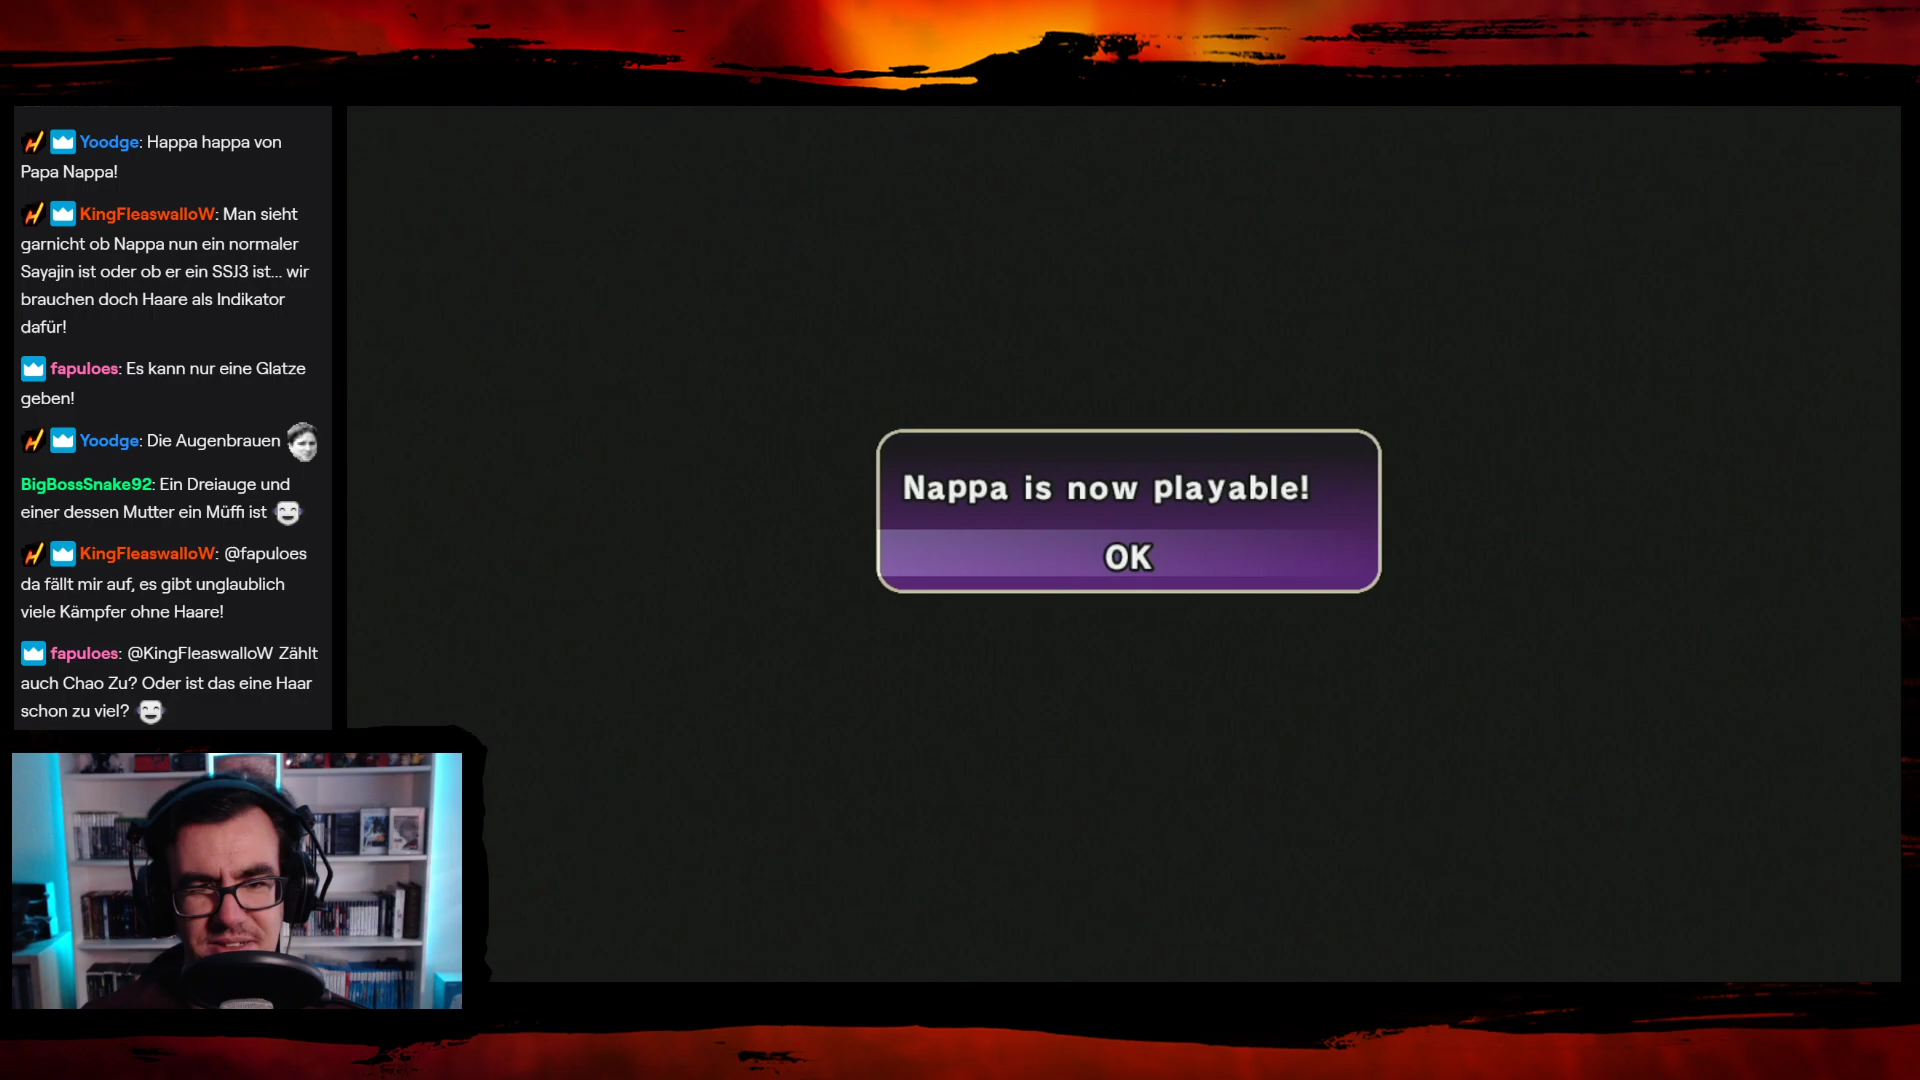 Yoodge: Happa happa von
Papa Nappa!
KingFleaswalloW: Man sieht
garnicht ob Nappa nun ein normaler
Sayajin ist oder ob er ein SSJ3 ist... wir
brauchen doch Haare als Indikator
dafür!
fapuloes: Es kann nur eine Glatze
geben!
Yoodge: Die Augenbrauen
BigBossSnake92: Ein Dreiauge und
einer dessen Mutter ein Müffi ist
KingFleaswalloW: @fapuloes
da fällt mir auf, es gibt unglaublich
viele Kämpfer ohne Haare!
fapuloes: @KingFleaswalloW Zählt
auch Chao Zu? Oder ist das eine Haar
schon zu viel?
Nappa is now playable!
OK